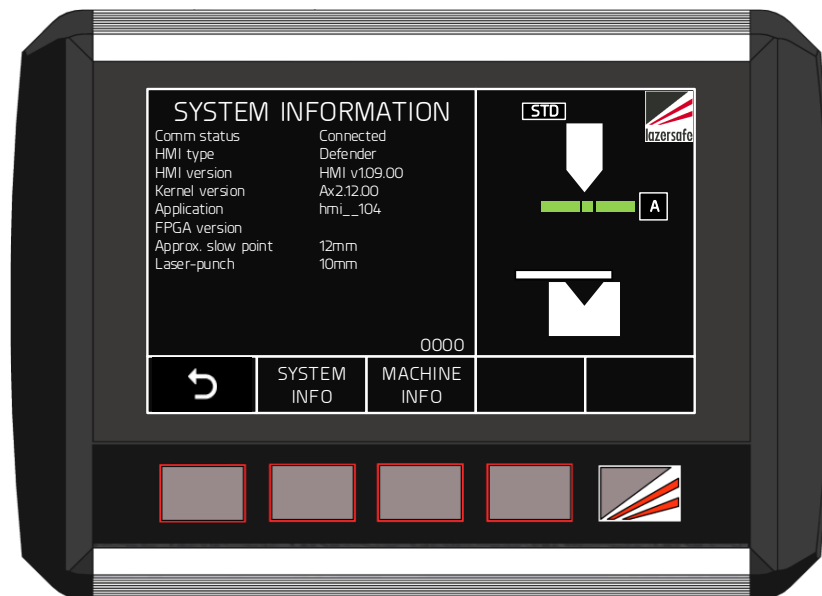 SYSTEM INFORMATION
Comm status Connected
HMI type Defender
HMI version HMI v1.09.00
Kernel version Ax2.12.00
Application hmi__104
FPGA version
Approx. slow point 12mm
Laser-punch 10mm
0000
STD
lazersafe
A
SYSTEM
INFO
MACHINE
INFO